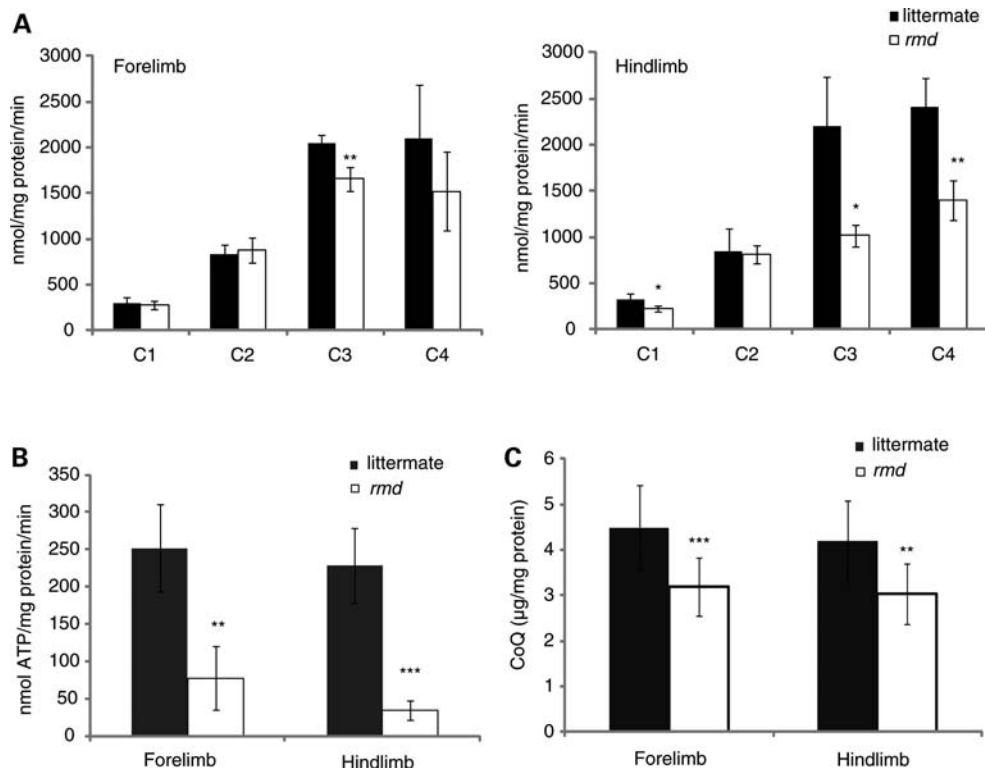 A
littermate
rmd
Forelimb
nmol/mg protein/min
3000
2500
2000
1500
1000
500
0
**
C1 C2 C3 C4
Hindlimb
nmol/mg protein/min
3000
2500
2000
1500
1000
500
0
* * **
C1 C2 C3 C4
B
littermate
rmd
nmol ATP/mg protein/min
350
300
250
200
150
100
50
0
** ***
Forelimb Hindlimb
C
littermate
rmd
CoQ (µg/mg protein)
6
5
4
3
2
1
0
*** **
Forelimb Hindlimb